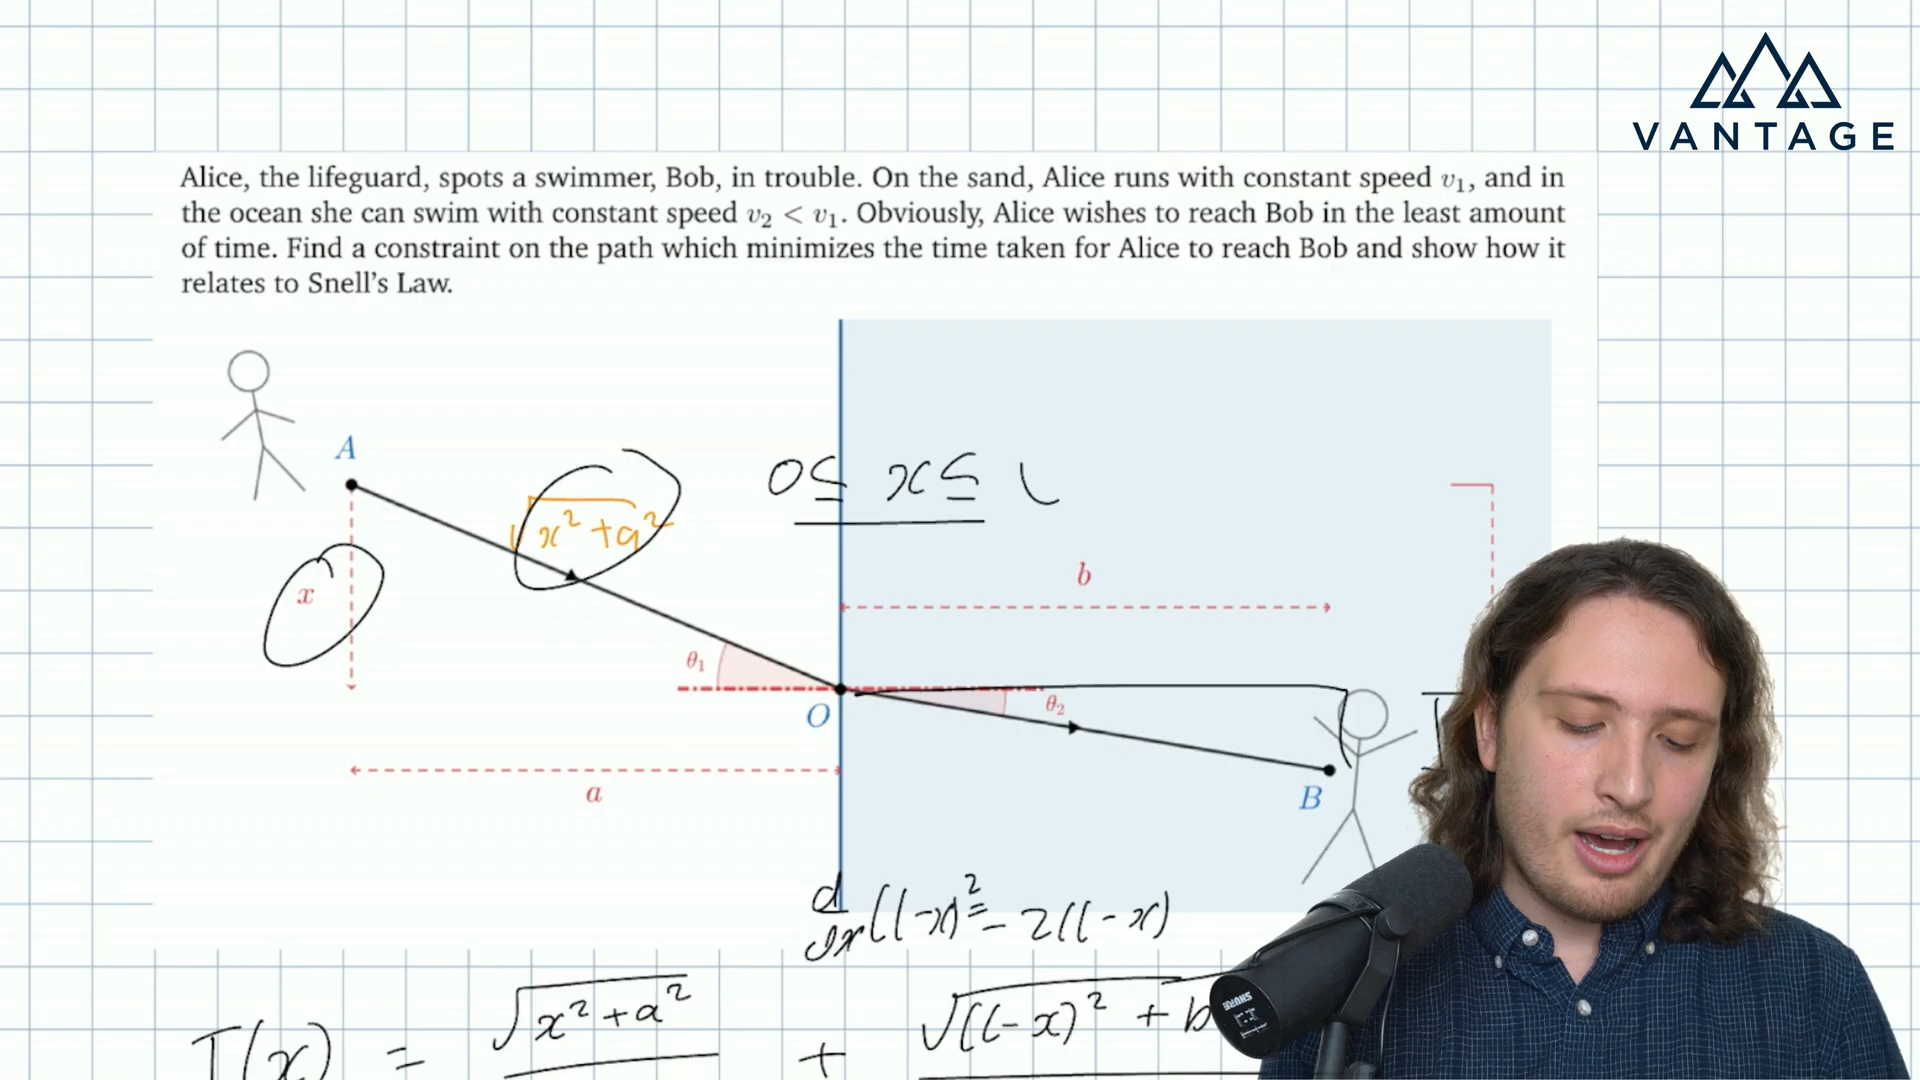 VANTAGE
Alice, the lifeguard, spots a swimmer, Bob, in trouble. On the sand, Alice runs with constant speed v₁, and in
the ocean she can swim with constant speed v₂ < v₁. Obviously, Alice wishes to reach Bob in the least amount
of time. Find a constraint on the path which minimizes the time taken for Alice to reach Bob and show how it
relates to Snell's Law.
A
0 ≤ x ≤ l
√x² + a²
x
b
θ₁
θ₂
O
a
B
d/dx (l-x)² = -2(l-x)
T(x) = √x² + a² + √(l-x)² + b
SHURE